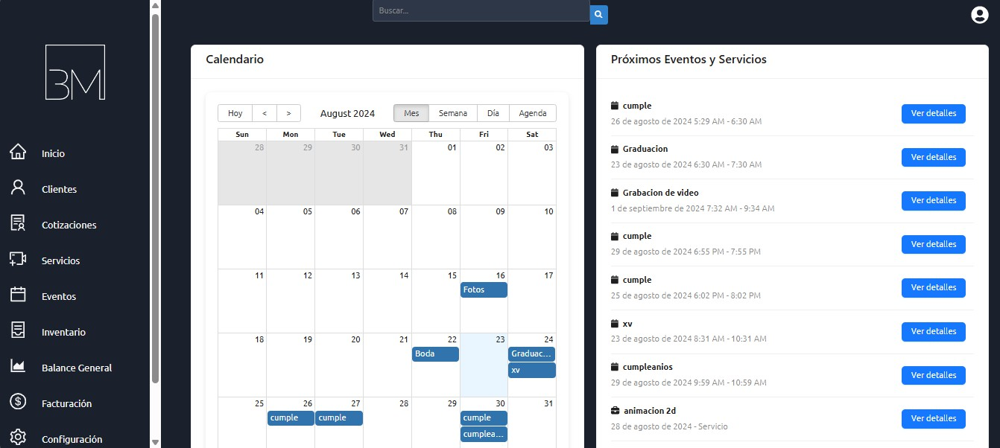 Buscar...
BM
Inicio
Clientes
Cotizaciones
Servicios
Eventos
Inventario
Balance General
Facturación
Configuración
Calendario
Hoy < > August 2024 Mes Semana Día Agenda
Sun Mon Tue Wed Thu Fri Sat
28 29 30 31 01 02 03
04 05 06 07 08 09 10
11 12 13 14 15 16 17
Fotos
18 19 20 21 22 23 24
Boda Graduac...
xv
25 26 27 28 29 30 31
cumple cumple cumple
cumplea...
Próximos Eventos y Servicios
cumple
26 de agosto de 2024 5:29 AM - 6:30 AM
Ver detalles
Graduacion
23 de agosto de 2024 6:30 AM - 7:30 AM
Ver detalles
Grabacion de video
1 de septiembre de 2024 7:32 AM - 9:34 AM
Ver detalles
cumple
29 de agosto de 2024 6:55 PM - 7:55 PM
Ver detalles
cumple
25 de agosto de 2024 6:02 PM - 8:02 PM
Ver detalles
xv
23 de agosto de 2024 8:31 AM - 10:31 AM
Ver detalles
cumpleanios
29 de agosto de 2024 9:59 AM - 10:59 AM
Ver detalles
animacion 2d
28 de agosto de 2024 - Servicio
Ver detalles